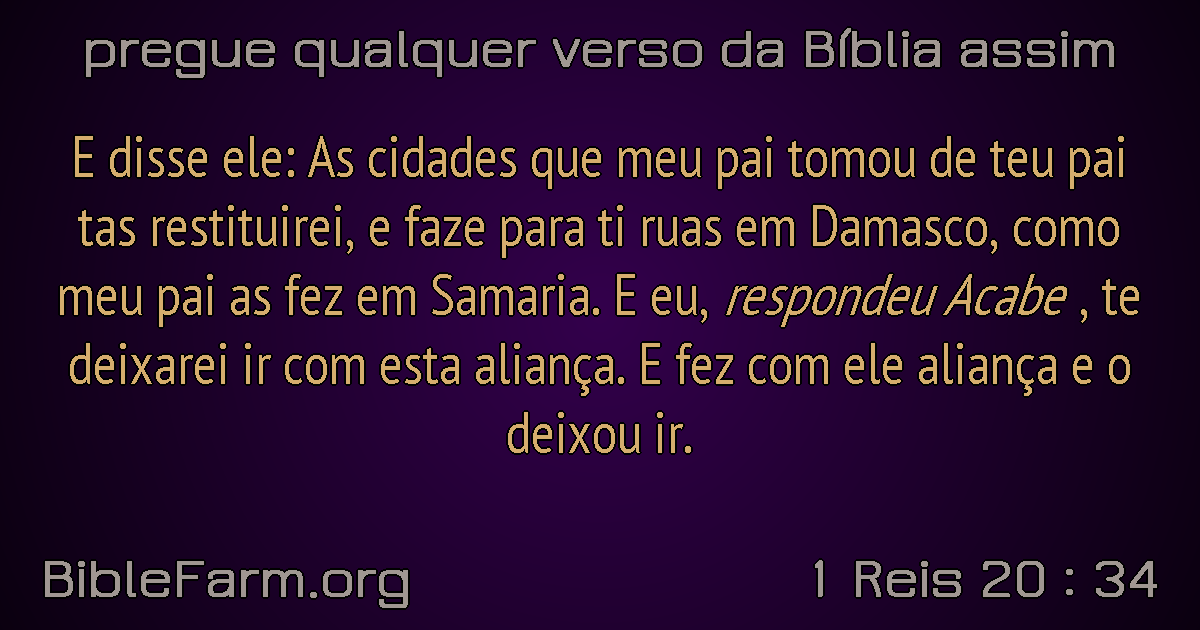 pregue qualquer verso da Bíblia assim
E disse ele: As cidades que meu pai tomou de teu pai
tas restituirei, e faze para ti ruas em Damasco, como
meu pai as fez em Samaria. E eu, respondeu Acabe , te
deixarei ir com esta aliança. E fez com ele aliança e o
deixou ir.
BibleFarm.org
1 Reis 20 : 34